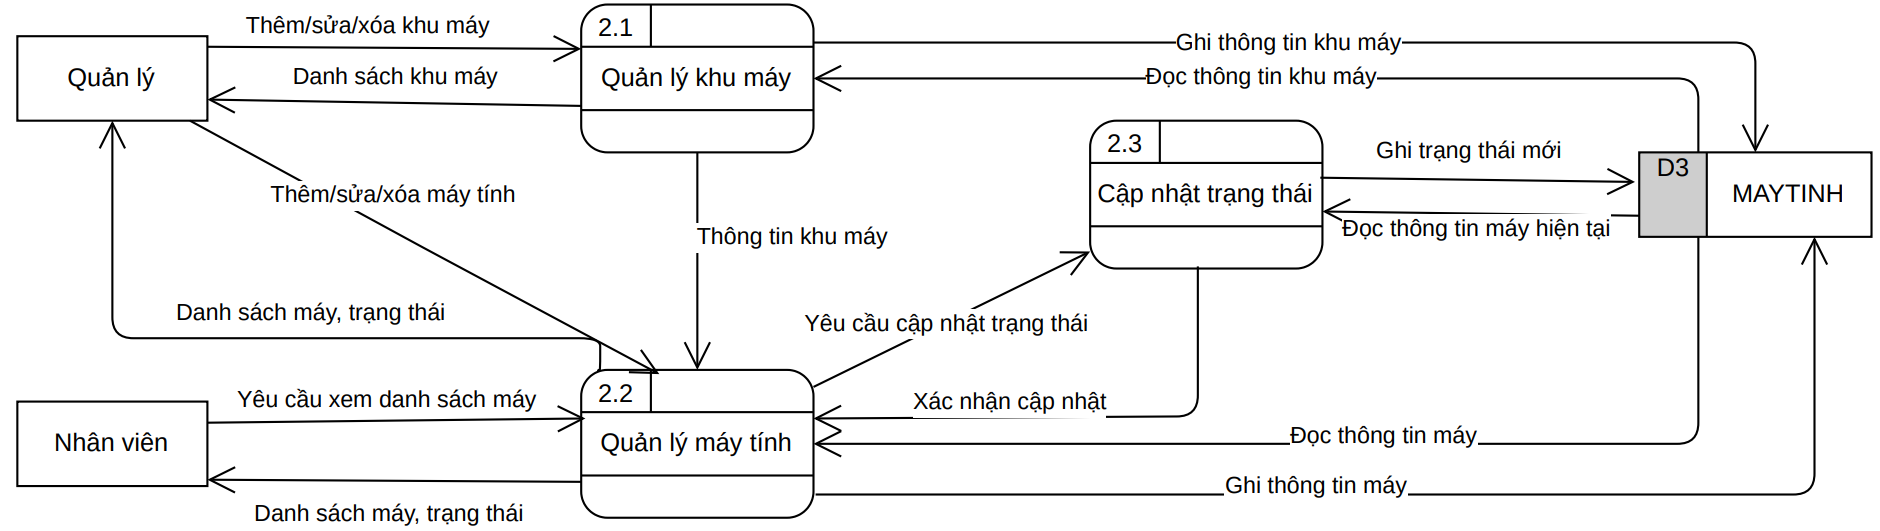 Thêm/sửa/xóa khu máy
2.1
Ghi thông tin khu máy
Quản lý
Danh sách khu máy
Quản lý khu máy
Đọc thông tin khu máy
2.3
Ghi trạng thái mới
D3
Cập nhật trạng thái
MAYTINH
Thêm/sửa/xóa máy tính
Thông tin khu máy
Đọc thông tin máy hiện tại
Danh sách máy, trạng thái
Yêu cầu cập nhật trạng thái
2.2
Yêu cầu xem danh sách máy
Xác nhận cập nhật
Nhân viên
Quản lý máy tính
Đọc thông tin máy
Ghi thông tin máy
Danh sách máy, trạng thái